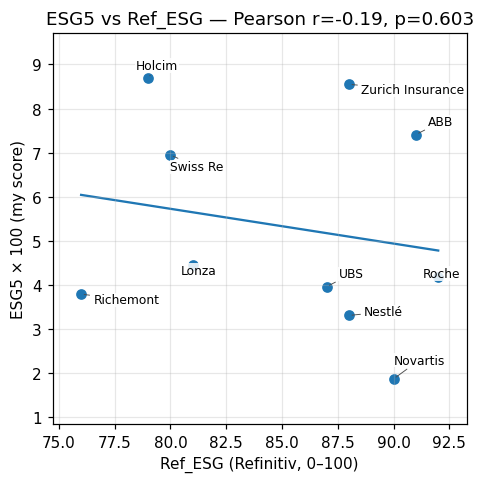 ESG5 vs Ref_ESG — Pearson r=-0.19, p=0.603
ESG5 × 100 (my score)
9
8
7
6
5
4
3
2
1
Holcim
Zurich Insurance
ABB
Swiss Re
Lonza
UBS
Roche
Richemont
Nestlé
Novartis
75.0 77.5 80.0 82.5 85.0 87.5 90.0 92.5
Ref_ESG (Refinitiv, 0–100)